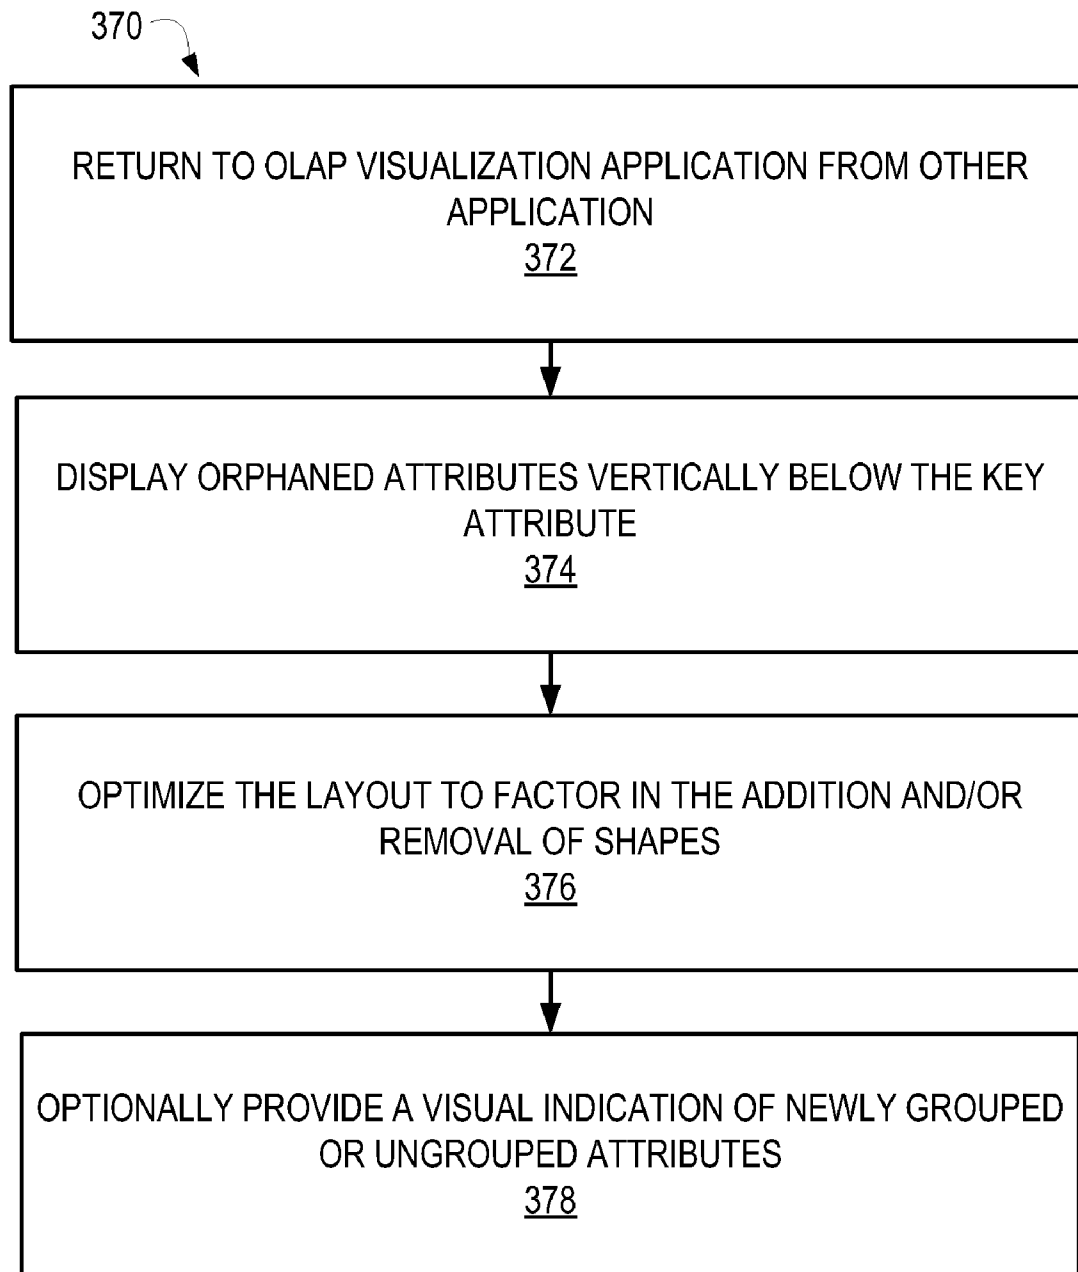 370
RETURN TO OLAP VISUALIZATION APPLICATION FROM OTHER
APPLICATION
372
DISPLAY ORPHANED ATTRIBUTES VERTICALLY BELOW THE KEY
ATTRIBUTE
374
OPTIMIZE THE LAYOUT TO FACTOR IN THE ADDITION AND/OR
REMOVAL OF SHAPES
376
OPTIONALLY PROVIDE A VISUAL INDICATION OF NEWLY GROUPED
OR UNGROUPED ATTRIBUTES
378